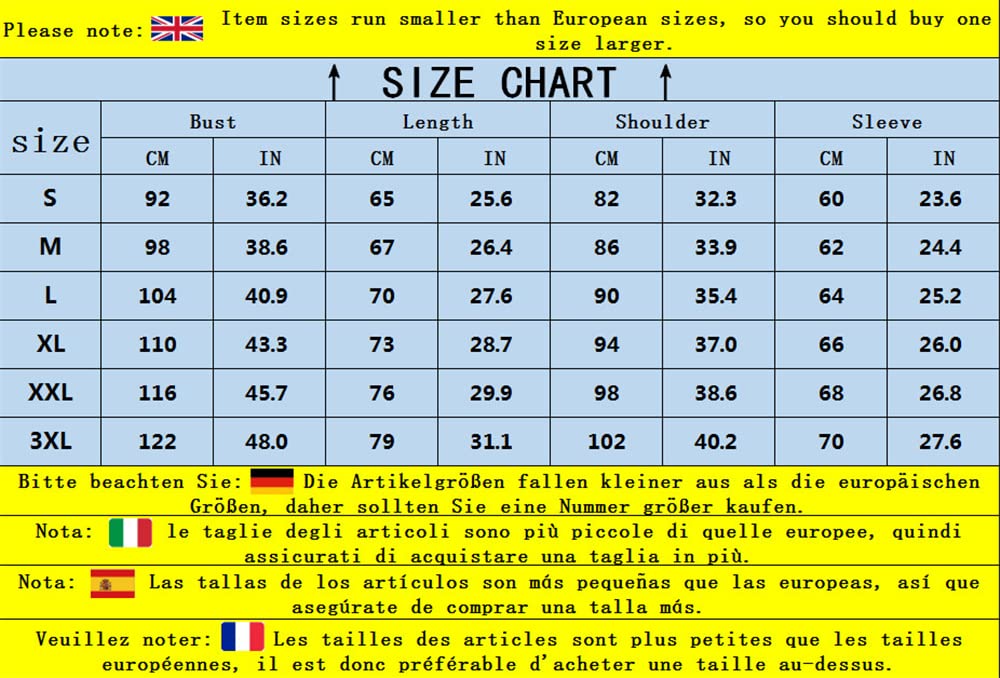 Please note: Item sizes run smaller than European sizes, so you should buy one
size larger.
SIZE CHART
size Bust Length Shoulder Sleeve
CM IN CM IN CM IN CM IN
S 92 36.2 65 25.6 82 32.3 60 23.6
M 98 38.6 67 26.4 86 33.9 62 24.4
L 104 40.9 70 27.6 90 35.4 64 25.2
XL 110 43.3 73 28.7 94 37.0 66 26.0
XXL 116 45.7 76 29.9 98 38.6 68 26.8
3XL 122 48.0 79 31.1 102 40.2 70 27.6
Bitte beachten Sie: Die Artikelgrößen fallen kleiner aus als die europäischen
Größen, daher sollten Sie eine Nummer größer kaufen.
Nota: le taglie degli articoli sono più piccole di quelle europee, quindi
assicurati di acquistare una taglia in più.
Nota: Las tallas de los artículos son más pequeñas que las europeas, así que
asegúrate de comprar una talla más.
Veuillez noter: Les tailles des articles sont plus petites que les tailles
européennes, il est donc préférable d'acheter une taille au-dessus.